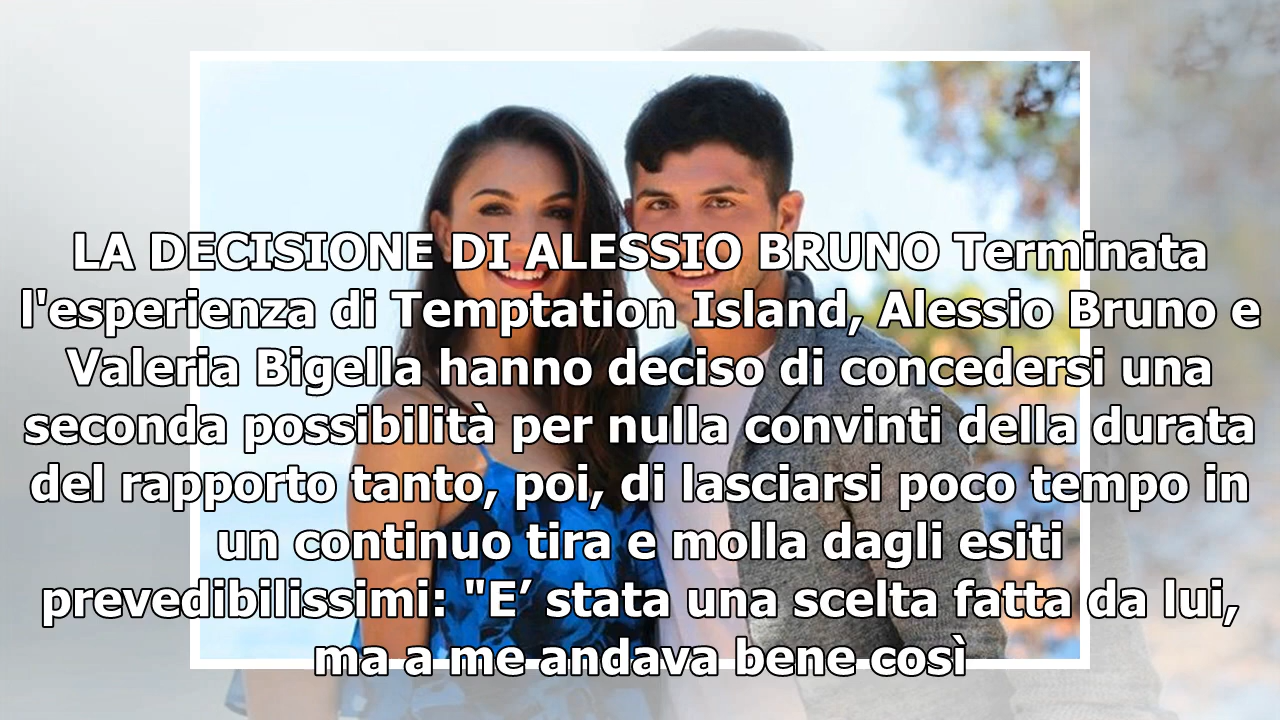 LA DECISIONE DI ALESSIO BRUNO Terminata
l'esperienza di Temptation Island, Alessio Bruno e
Valeria Bigella hanno deciso di concedersi una
seconda possibilità per nulla convinti della durata
del rapporto tanto, poi, di lasciarsi poco tempo in
un continuo tira e molla dagli esiti
prevedibilissimi: "E’ stata una scelta fatta da lui,
ma a me andava bene così